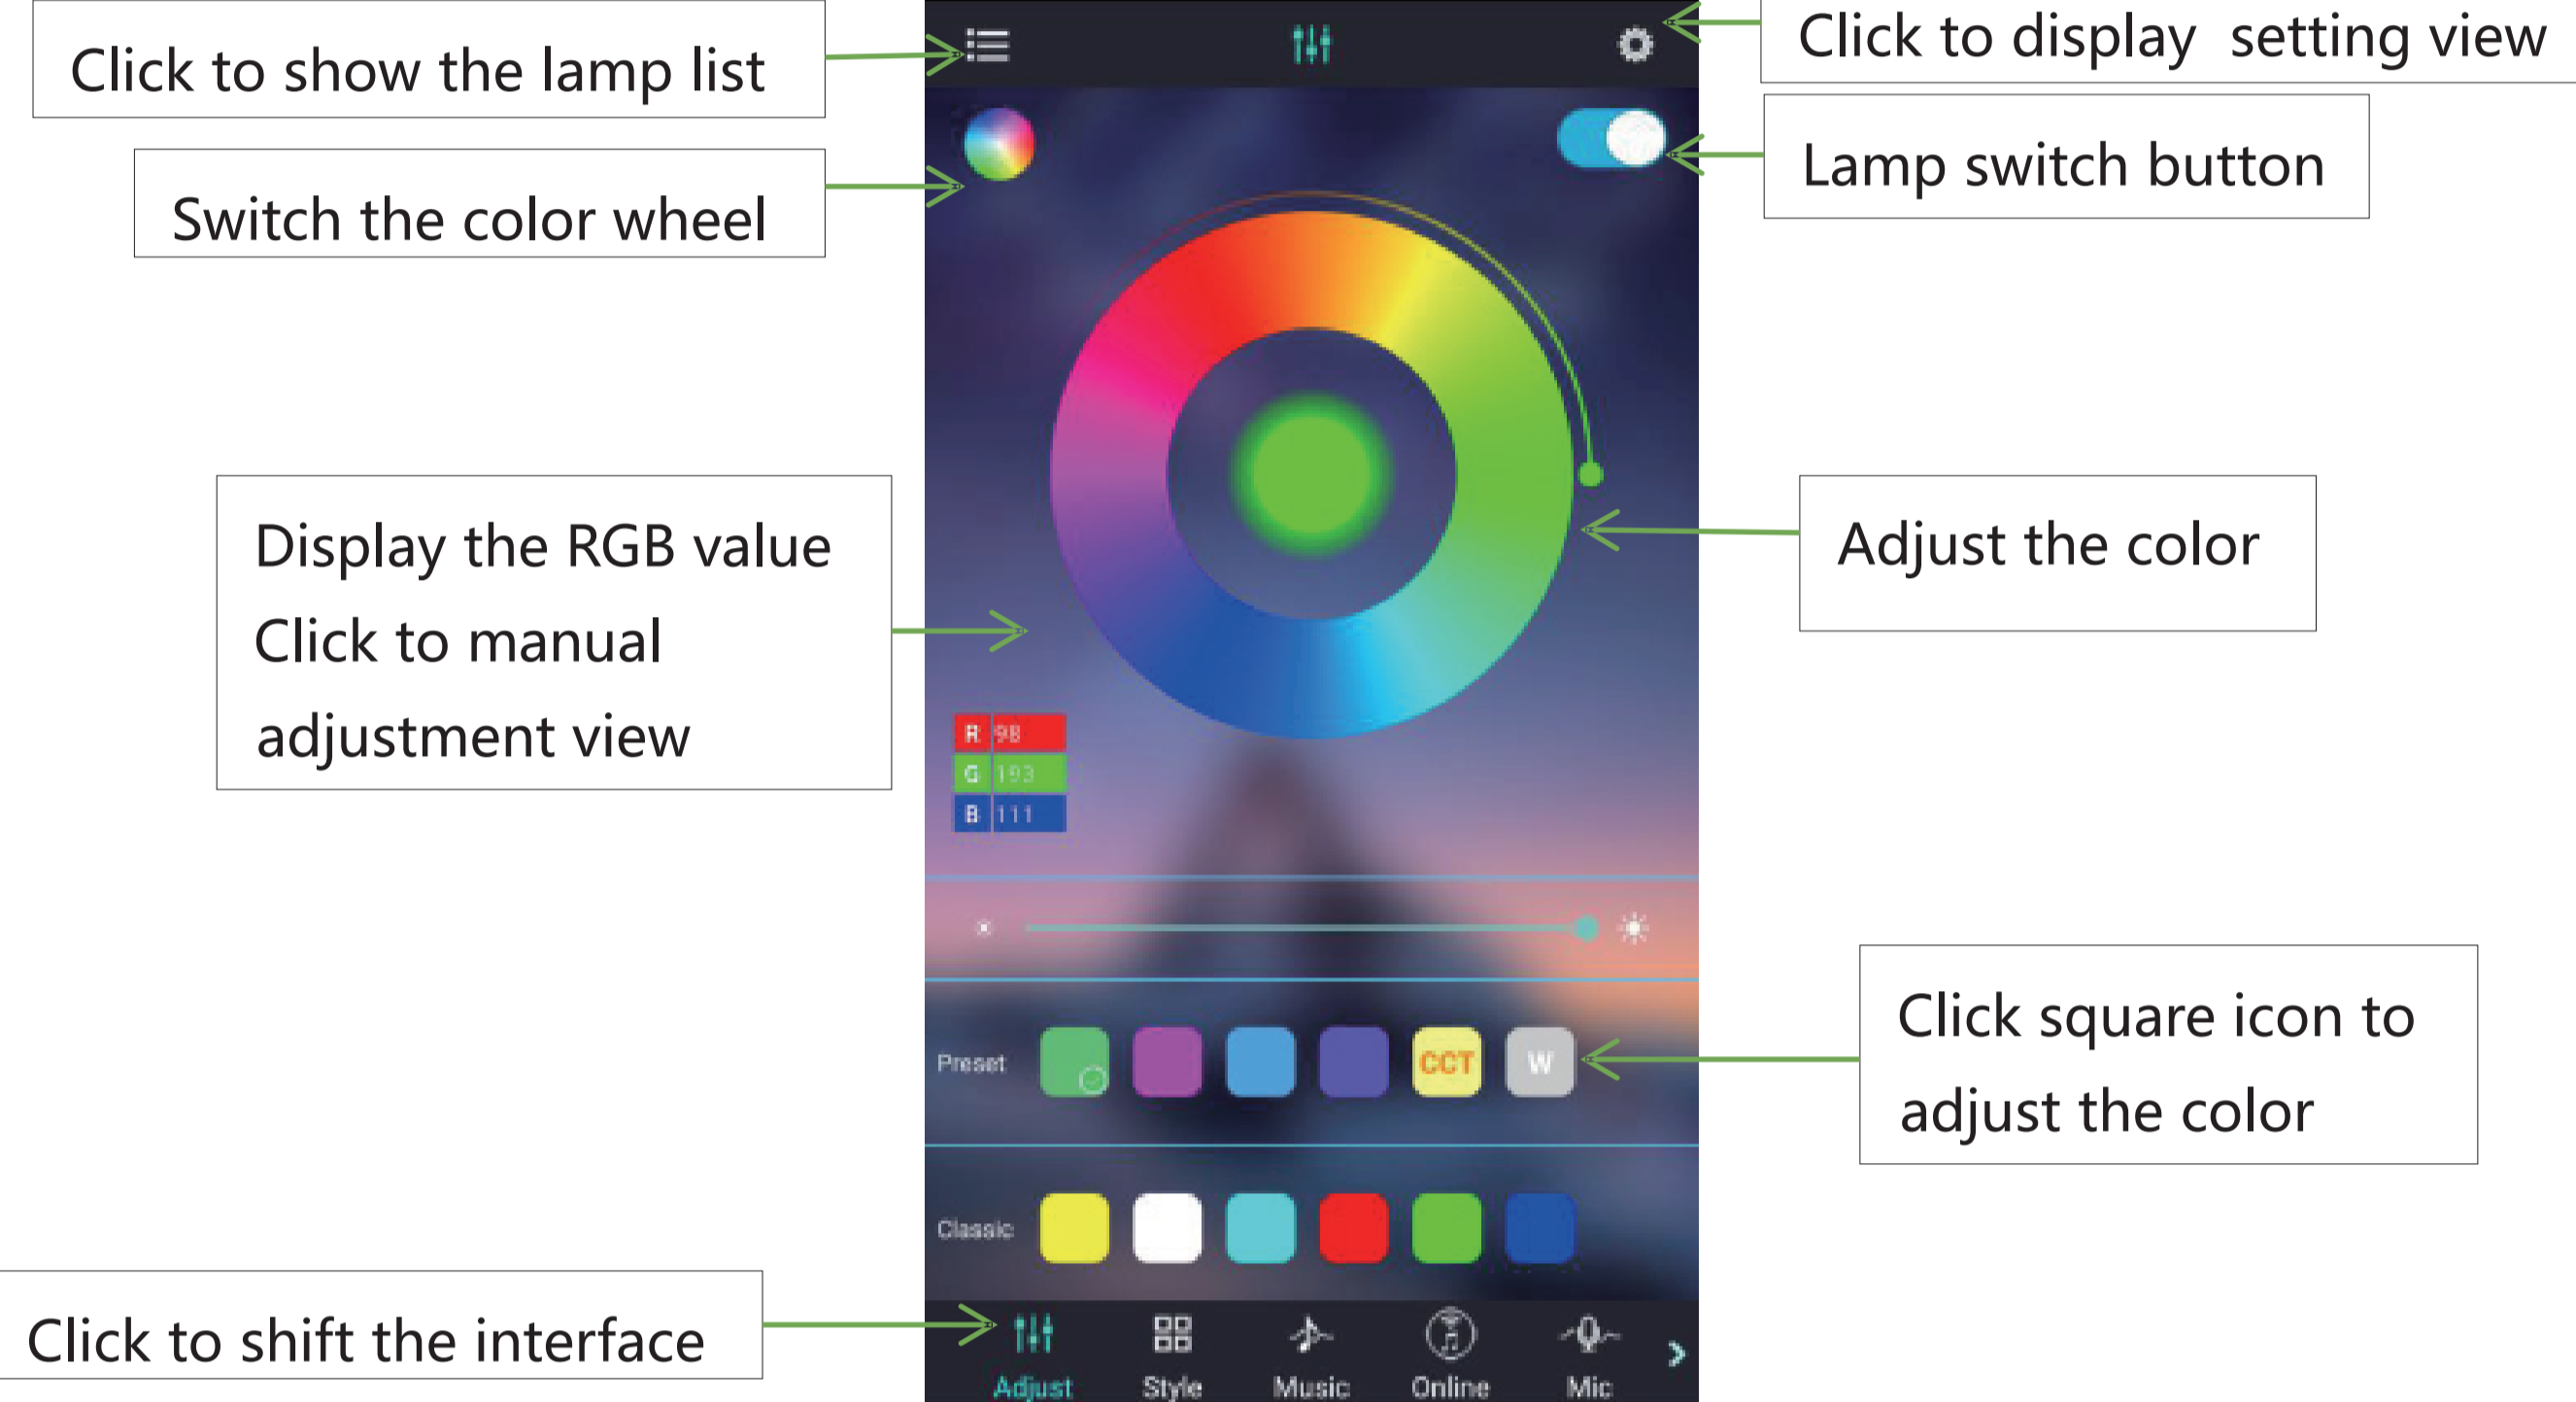 Click to show the lamp list
Click to display setting view
Switch the color wheel
Lamp switch button
Display the RGB value
Click to manual
adjustment view
Adjust the color
R 98
G 193
B 111
Click square icon to
adjust the color
Preset CCT W
Classic
Click to shift the interface
Adjust Style Music Online Mic